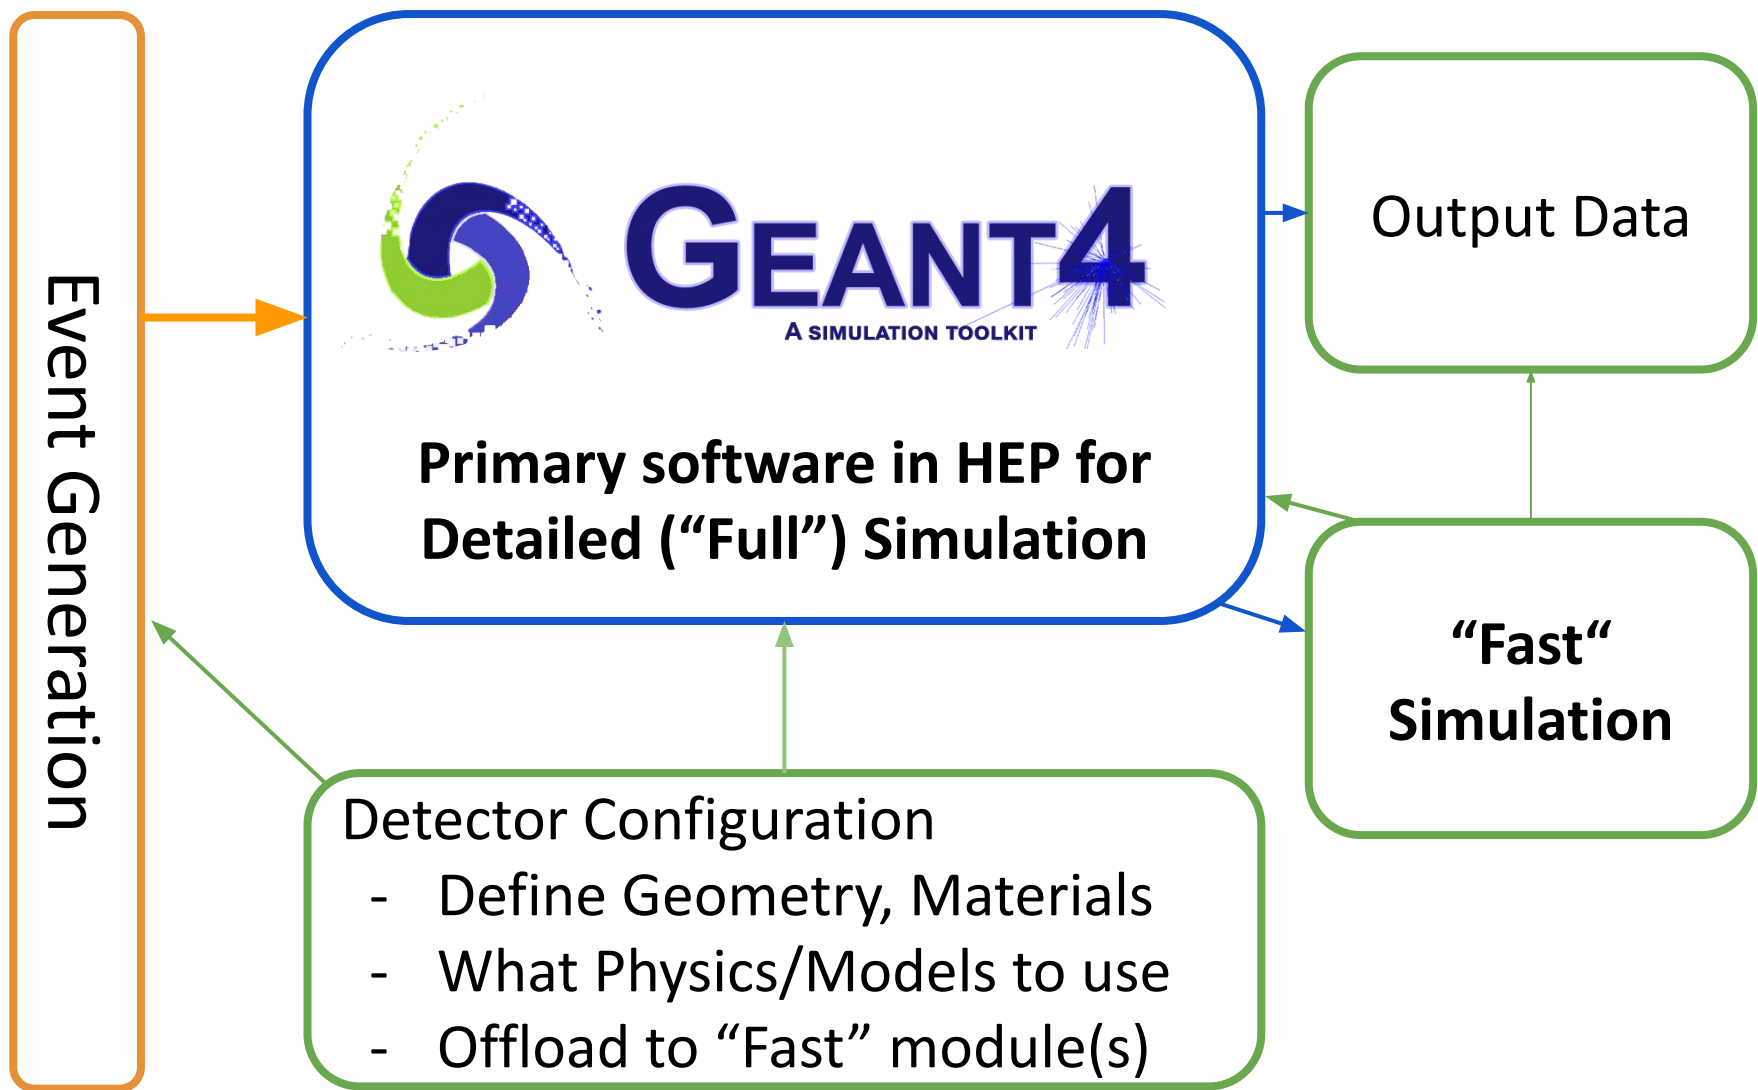 Event Generation
GEANT4
A SIMULATION TOOLKIT
Primary software in HEP for
Detailed (“Full”) Simulation
Output Data
“Fast“
Simulation
Detector Configuration
- Define Geometry, Materials
- What Physics/Models to use
- Offload to “Fast” module(s)